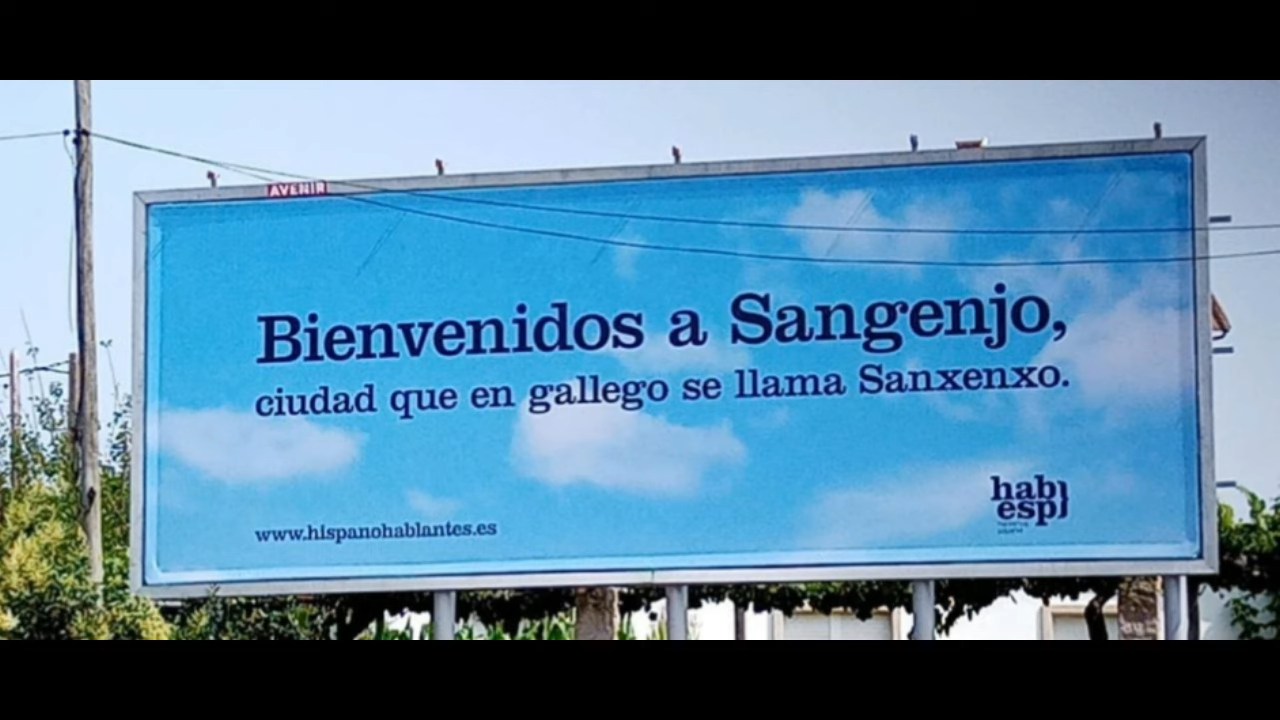 AVENIR
Bienvenidos a Sangenjo,
ciudad que en gallego se llama Sanxenxo.
hab
esp
www.hispanohablantes.es